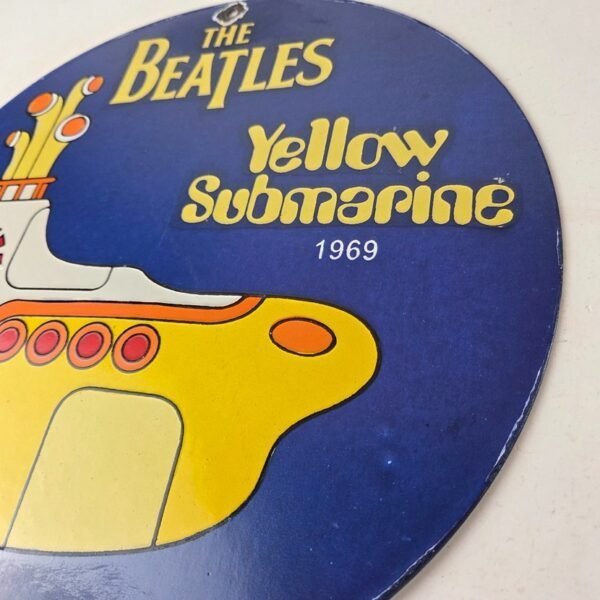 THE
BEATLES
Yellow
Submarine
1969